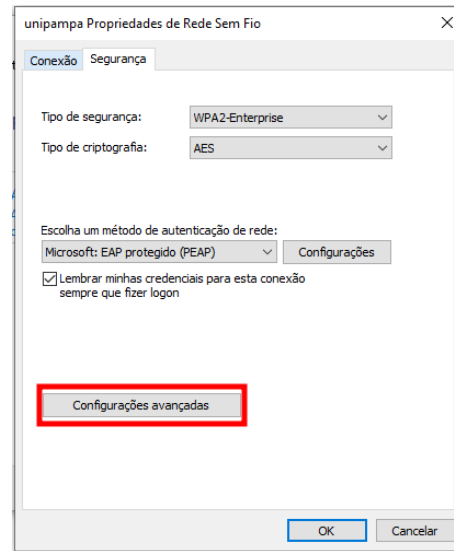 unipampa Propriedades de Rede Sem Fio
Conexão Segurança
Tipo de segurança: WPA2-Enterprise
Tipo de criptografia: AES
Escolha um método de autenticação de rede:
Microsoft: EAP protegido (PEAP) Configurações
Lembrar minhas credenciais para esta conexão
sempre que fizer logon
Configurações avançadas
OK Cancelar